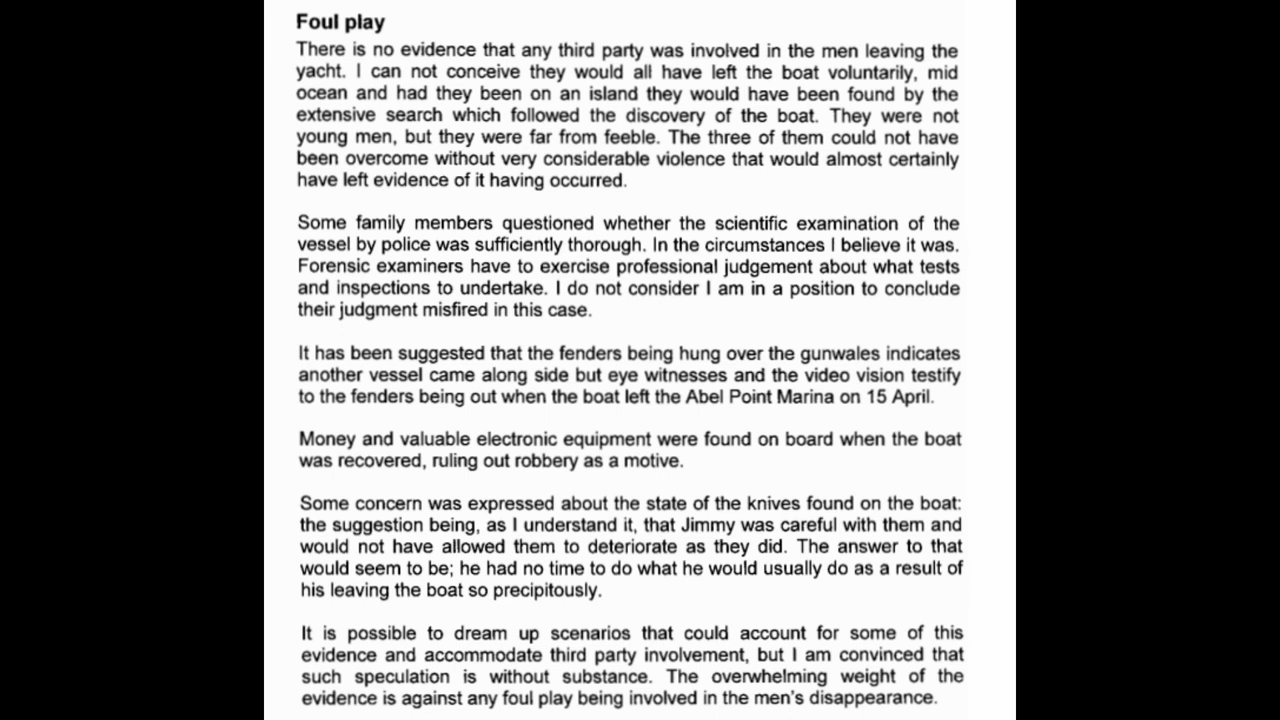 Foul play
There is no evidence that any third party was involved in the men leaving the
yacht. I can not conceive they would all have left the boat voluntarily, mid
ocean and had they been on an island they would have been found by the
extensive search which followed the discovery of the boat. They were not
young men, but they were far from feeble. The three of them could not have
been overcome without very considerable violence that would almost certainly
have left evidence of it having occurred.
Some family members questioned whether the scientific examination of the
vessel by police was sufficiently thorough. In the circumstances I believe it was.
Forensic examiners have to exercise professional judgement about what tests
and inspections to undertake. I do not consider I am in a position to conclude
their judgment misfired in this case.
It has been suggested that the fenders being hung over the gunwales indicates
another vessel came along side but eye witnesses and the video vision testify
to the fenders being out when the boat left the Abel Point Marina on 15 April.
Money and valuable electronic equipment were found on board when the boat
was recovered, ruling out robbery as a motive.
Some concern was expressed about the state of the knives found on the boat:
the suggestion being, as I understand it, that Jimmy was careful with them and
would not have allowed them to deteriorate as they did. The answer to that
would seem to be; he had no time to do what he would usually do as a result of
his leaving the boat so precipitously.
It is possible to dream up scenarios that could account for some of this
evidence and accommodate third party involvement, but I am convinced that
such speculation is without substance. The overwhelming weight of the
evidence is against any foul play being involved in the men's disappearance.